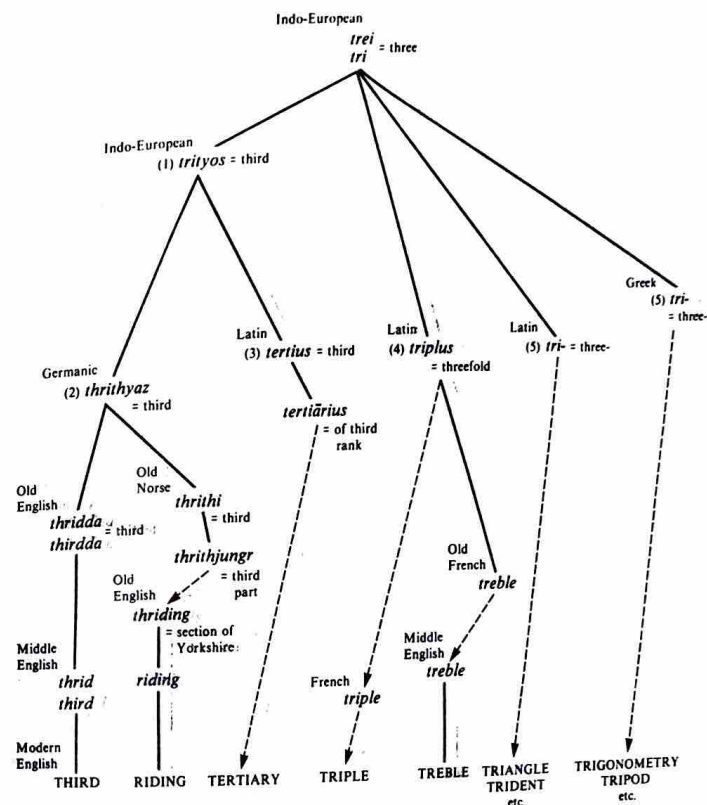 Indo-European
trei
tri
= three
Indo-European
(1) trityos = third
Greek
(5) tri-
= three-
Latin
(3) tertius = third
Latin
(4) triplus
= threefold
Latin
(5) tri- = three-
Germanic
(2) thrithyaz
= third
tertiārius
= of third
rank
Old
English
thridda
thirdda
= third
Old
Norse
thrithi
= third
thrithjungr
= third
part
Old
English
thriding
= section of
Yorkshire
Old
French
treble
Middle
English
thrid
third
riding
French
triple
Middle
English
treble
Modern
English
THIRD RIDING TERTIARY TRIPLE TREBLE TRIANGLE TRIGONOMETRY
TRIDENT TRIPOD
etc. etc.